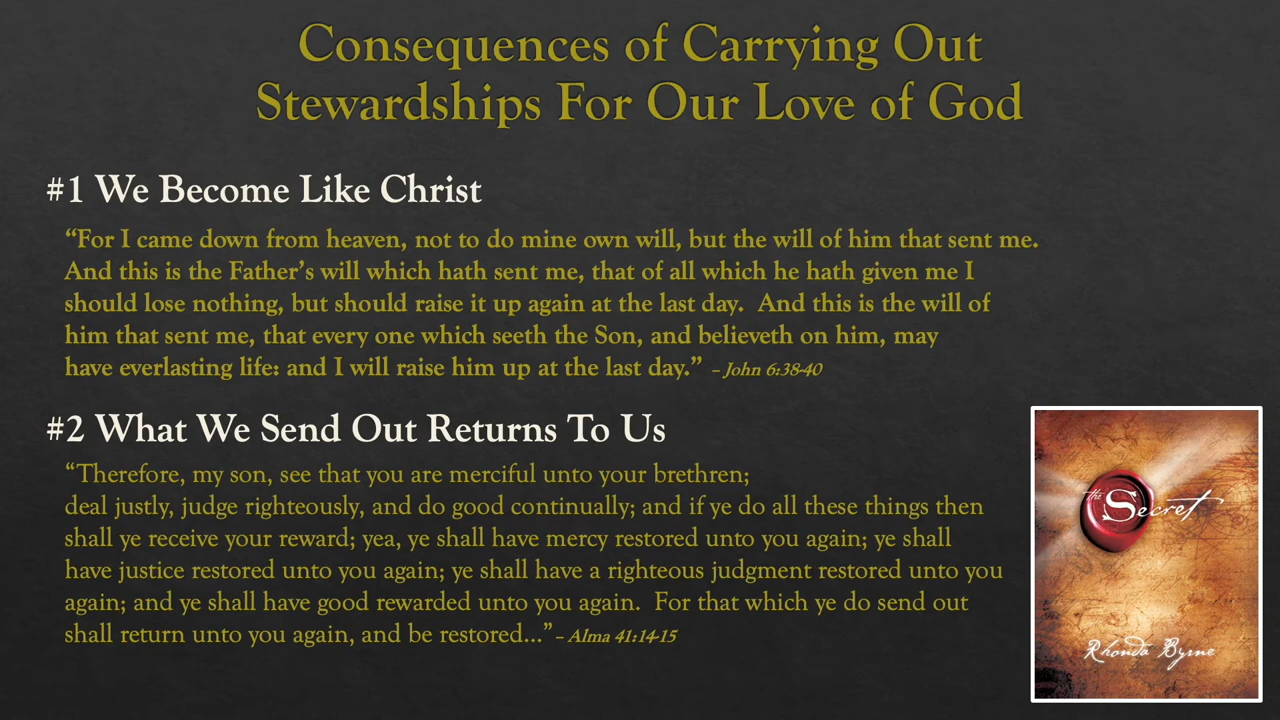 Consequences of Carrying Out
Stewardships For Our Love of God
#1 We Become Like Christ
“For I came down from heaven, not to do mine own will, but the will of him that sent me.
And this is the Father’s will which hath sent me, that of all which he hath given me I
should lose nothing, but should raise it up again at the last day.  And this is the will of
him that sent me, that every one which seeth the Son, and believeth on him, may
have everlasting life: and I will raise him up at the last day.” – John 6:38-40
#2 What We Send Out Returns To Us
“Therefore, my son, see that you are merciful unto your brethren;
deal justly, judge righteously, and do good continually; and if ye do all these things then
shall ye receive your reward; yea, ye shall have mercy restored unto you again; ye shall
have justice restored unto you again; ye shall have a righteous judgment restored unto you
again; and ye shall have good rewarded unto you again.  For that which ye do send out
shall return unto you again, and be restored…” – Alma 41:14-15
the Secret
Rhonda Byrne